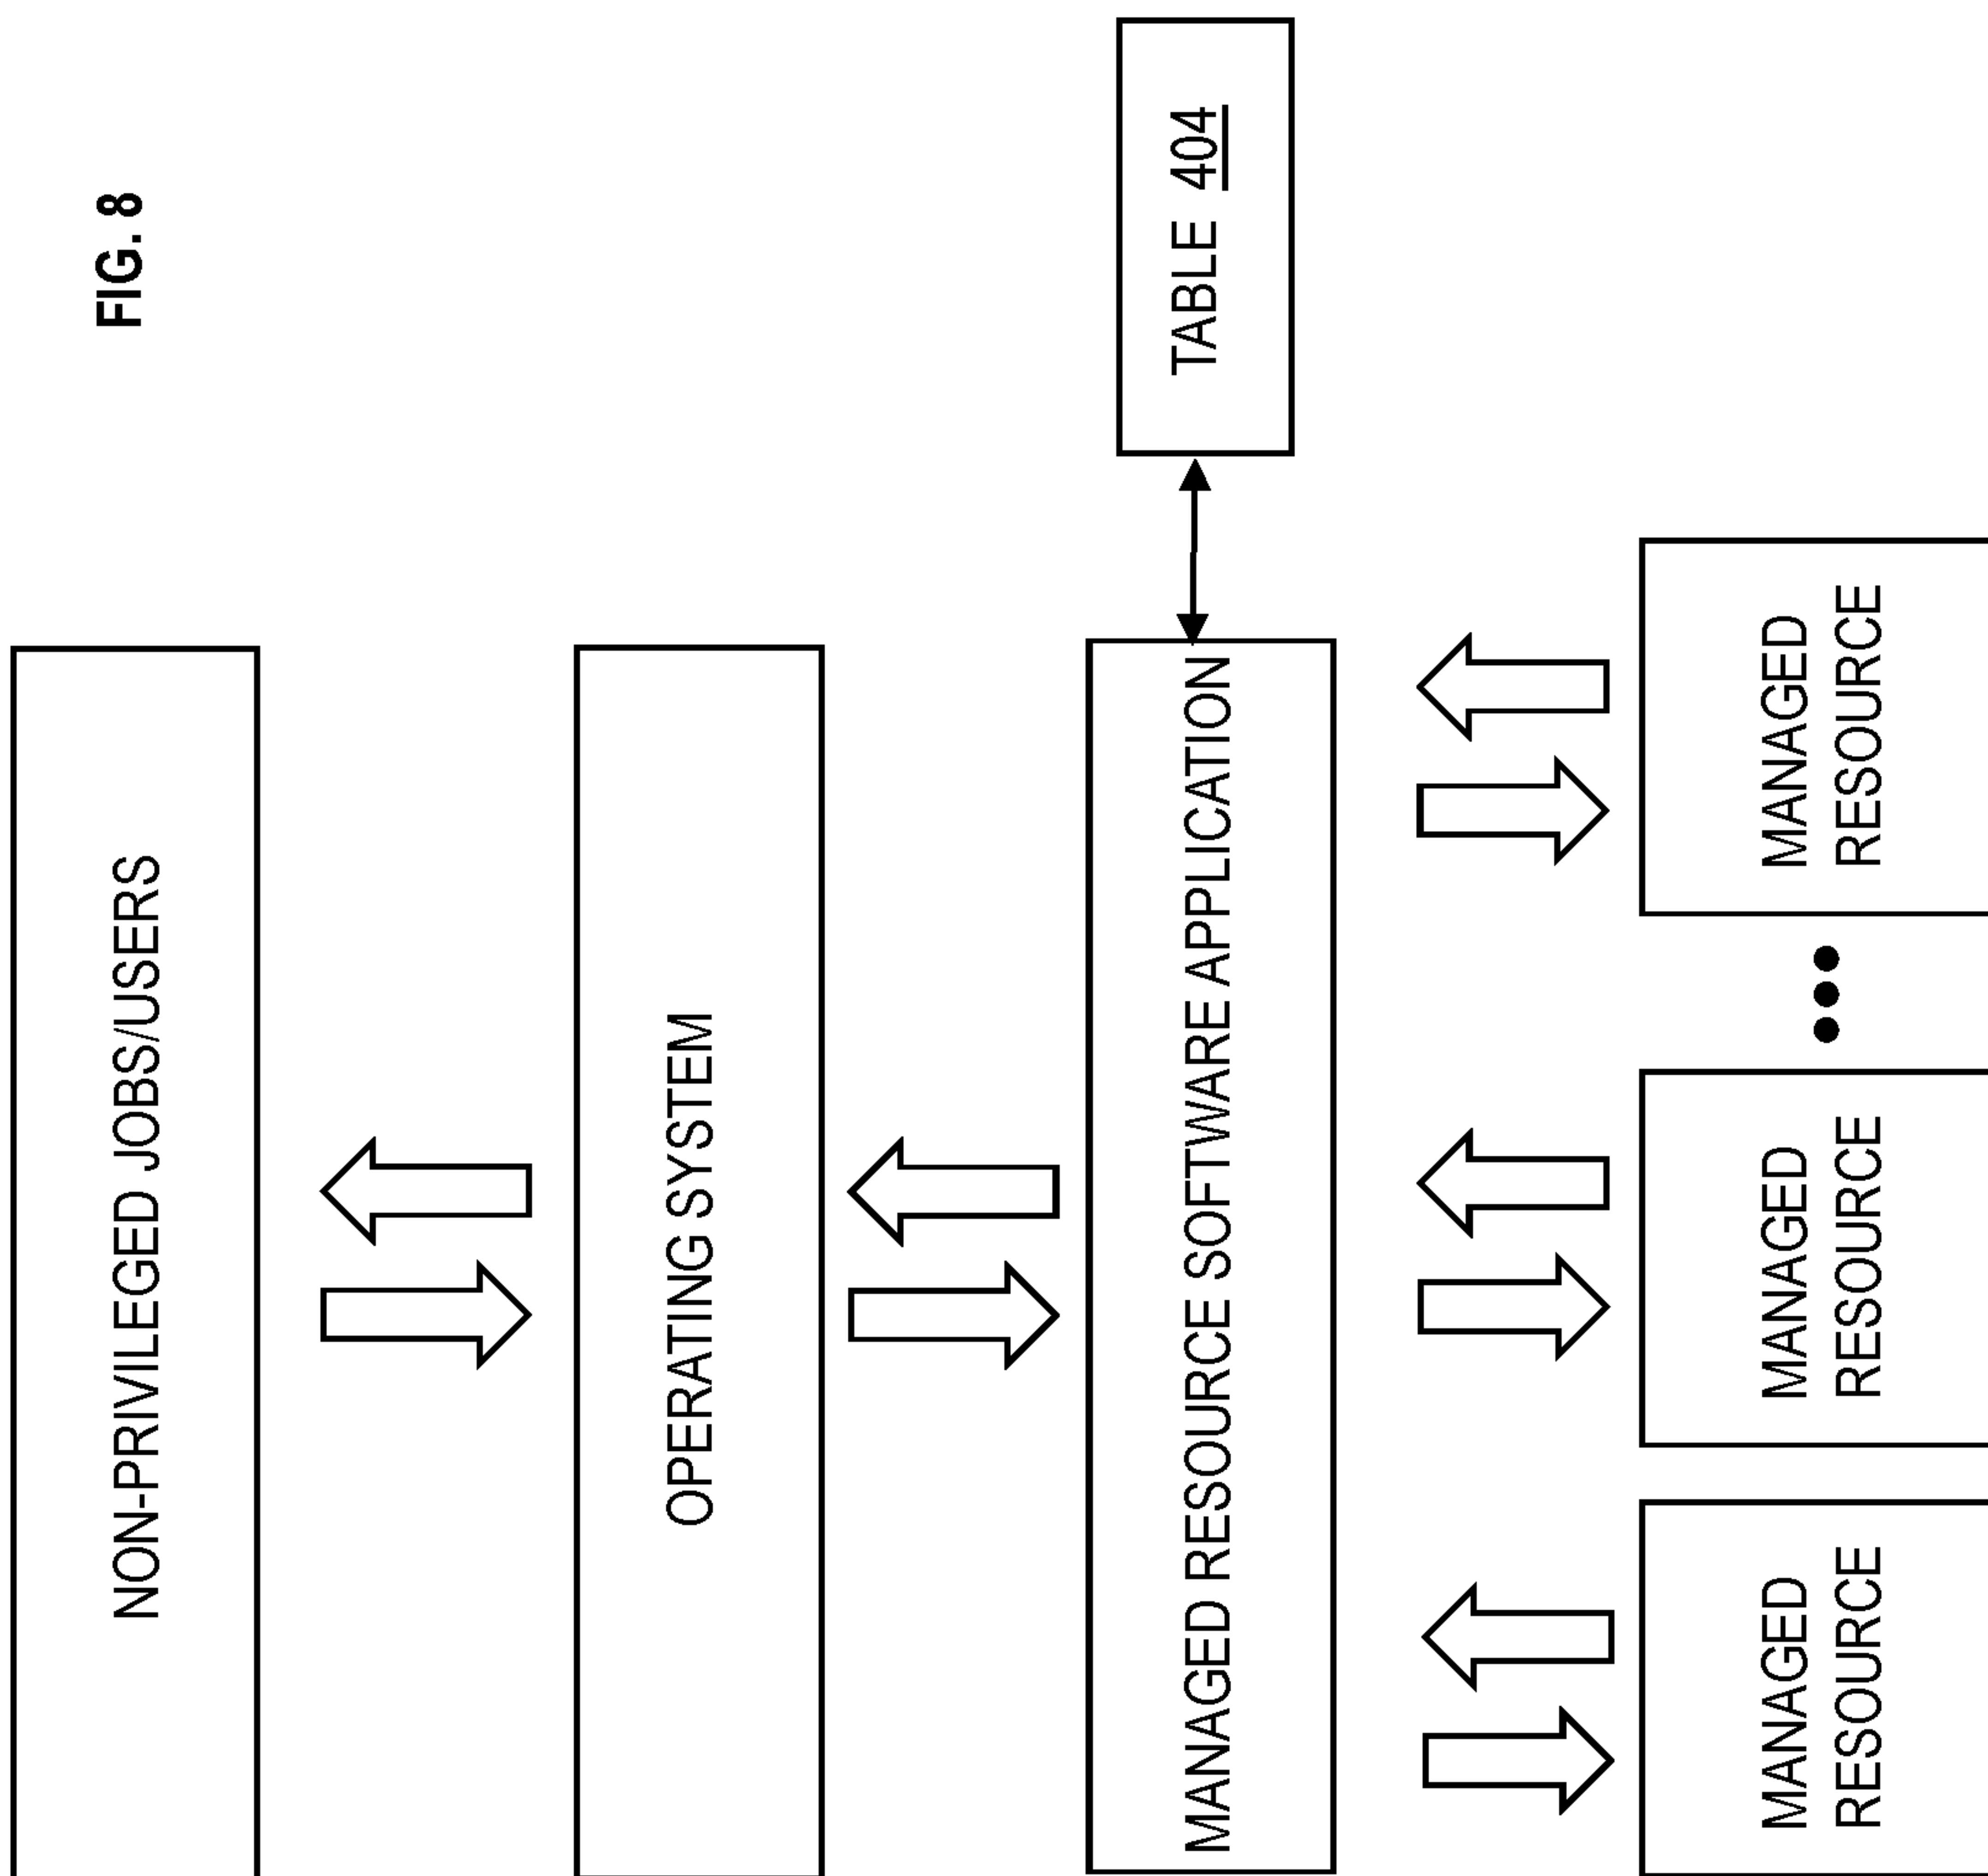 FIG. 8
NON-PRIVILEGED JOBS/USERS
OPERATING SYSTEM
MANAGED RESOURCE SOFTWARE APPLICATION
TABLE 404
MANAGED
RESOURCE
MANAGED
RESOURCE
MANAGED
RESOURCE